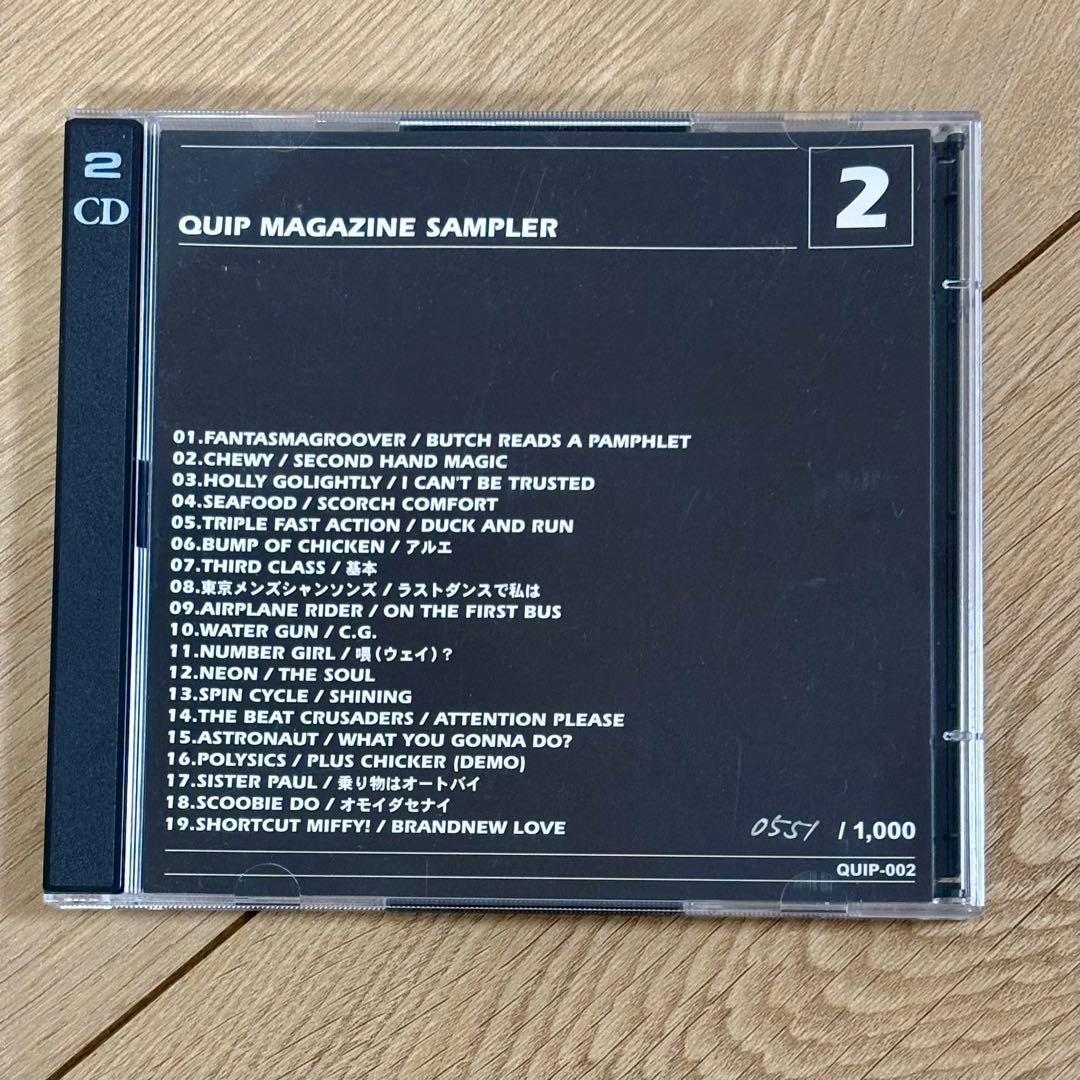 2
CD
QUIP MAGAZINE SAMPLER
2
01.FANTASMAGROOVER / BUTCH READS A PAMPHLET
02.CHEWY / SECOND HAND MAGIC
03.HOLLY GOLIGHTLY / I CAN'T BE TRUSTED
04.SEAFOOD / SCORCH COMFORT
05.TRIPLE FAST ACTION / DUCK AND RUN
06.BUMP OF CHICKEN / アルエ
07.THIRD CLASS / 基本
08.東京メンズシャンソンズ / ラストダンスで私は
09.AIRPLANE RIDER / ON THE FIRST BUS
10.WATER GUN / C.G.
11.NUMBER GIRL / 喂(ウェイ)?
12.NEON / THE SOUL
13.SPIN CYCLE / SHINING
14.THE BEAT CRUSADERS / ATTENTION PLEASE
15.ASTRONAUT / WHAT YOU GONNA DO?
16.POLYSICS / PLUS CHICKER (DEMO)
17.SISTER PAUL / 乗り物はオートバイ
18.SCOOBIE DO / オモイダセナイ
19.SHORTCUT MIFFY! / BRANDNEW LOVE
0551 / 1,000
QUIP-002